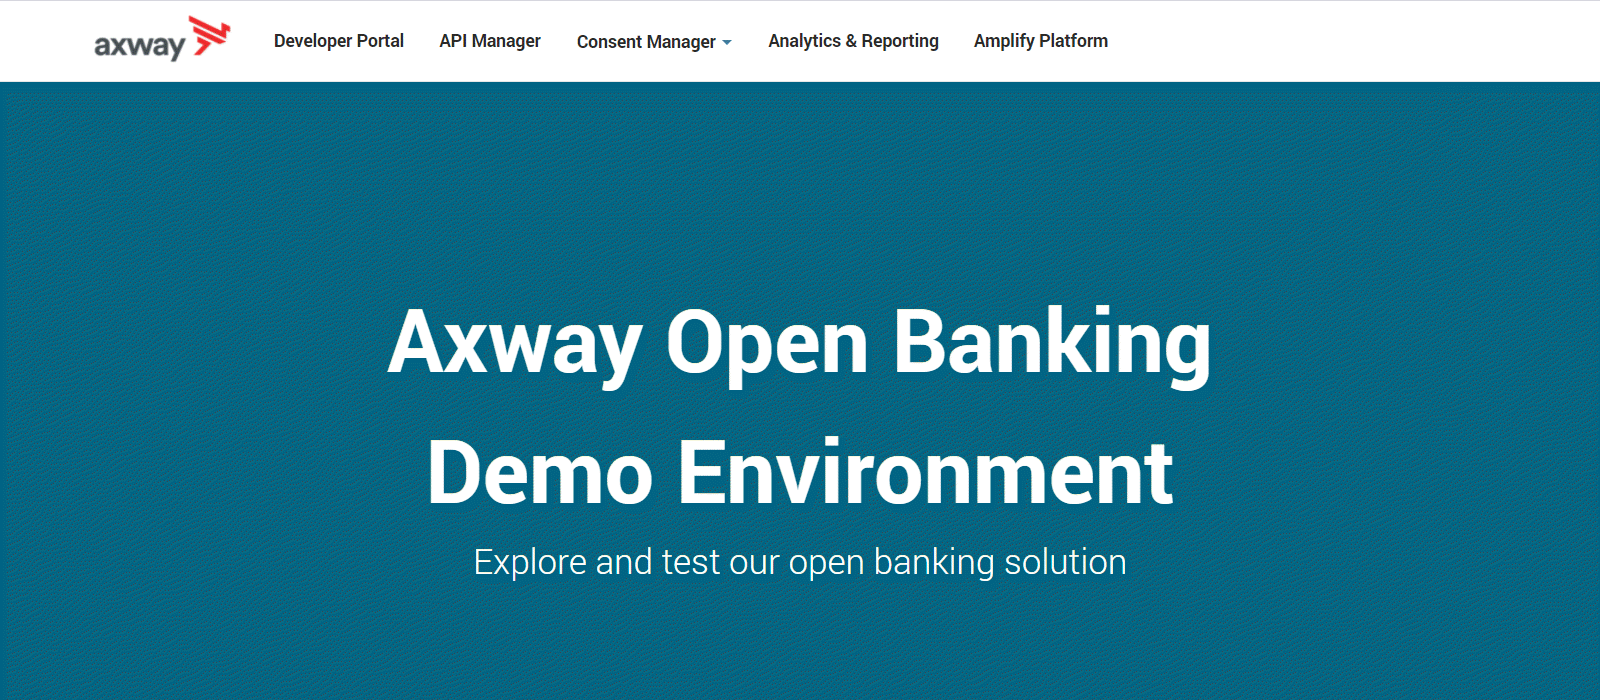 axway Developer Portal API Manager Consent Manager Analytics & Reporting Amplify Platform
Axway Open Banking
Demo Environment
Explore and test our open banking solution